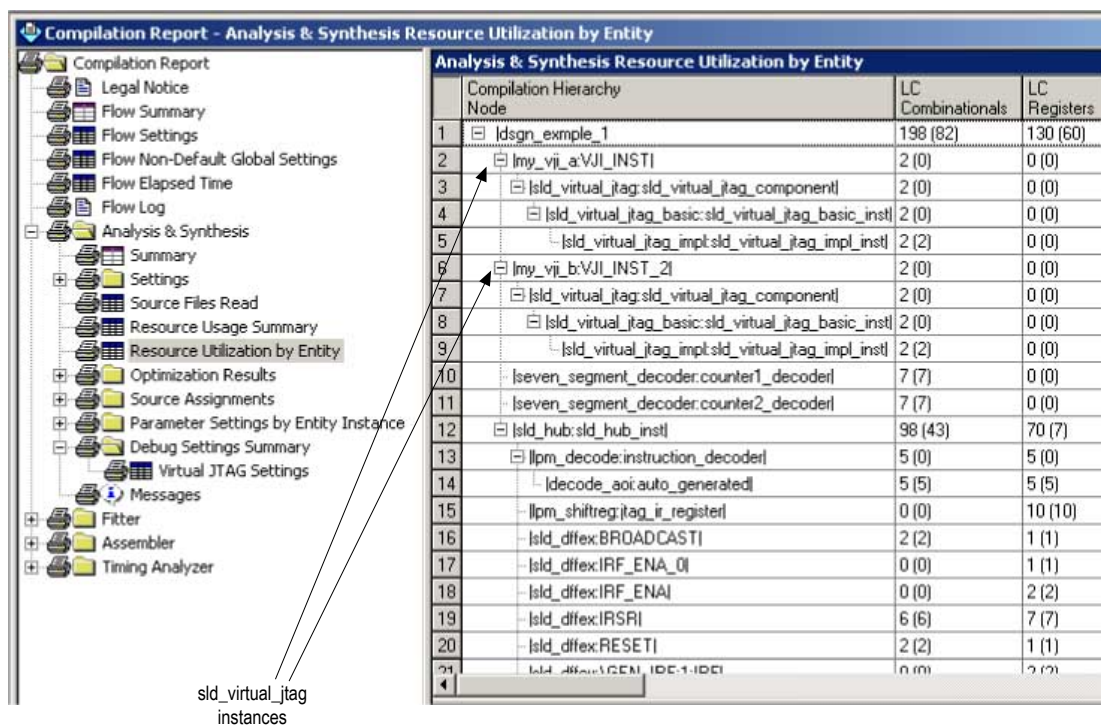 Compilation Report - Analysis & Synthesis Resource Utilization by Entity
Compilation Report
Legal Notice
Flow Summary
Flow Settings
Flow Non-Default Global Settings
Flow Elapsed Time
Flow Log
Analysis & Synthesis
Summary
Settings
Source Files Read
Resource Usage Summary
Resource Utilization by Entity
Optimization Results
Source Assignments
Parameter Settings by Entity Instance
Debug Settings Summary
Virtual JTAG Settings
Messages
Fitter
Assembler
Timing Analyzer
Analysis & Synthesis Resource Utilization by Entity
Compilation Hierarchy Node LC Combinationals LC Registers
1 |dsgn_exmple_1 198 (82) 130 (60)
2 |my_vji_a:VJI_INST| 2 (0) 0 (0)
3 |sld_virtual_jtag:sld_virtual_jtag_component| 2 (0) 0 (0)
4 |sld_virtual_jtag_basic:sld_virtual_jtag_basic_inst| 2 (0) 0 (0)
5 |sld_virtual_jtag_impl:sld_virtual_jtag_impl_inst| 2 (2) 0 (0)
6 |my_vji_b:VJI_INST_2| 2 (0) 0 (0)
7 |sld_virtual_jtag:sld_virtual_jtag_component| 2 (0) 0 (0)
8 |sld_virtual_jtag_basic:sld_virtual_jtag_basic_inst| 2 (0) 0 (0)
9 |sld_virtual_jtag_impl:sld_virtual_jtag_impl_inst| 2 (2) 0 (0)
10 |seven_segment_decoder:counter1_decoder| 7 (7) 0 (0)
11 |seven_segment_decoder:counter2_decoder| 7 (7) 0 (0)
12 |sld_hub:sld_hub_inst| 98 (43) 70 (7)
13 |lpm_decode:instruction_decoder| 5 (0) 5 (0)
14 |decode_aoi:auto_generated| 5 (5) 5 (5)
15 |lpm_shiftreg:jtag_ir_register| 0 (0) 10 (10)
16 |sld_dffex:BROADCAST| 2 (2) 1 (1)
17 |sld_dffex:IRF_ENA_0| 0 (0) 1 (1)
18 |sld_dffex:IRF_ENA| 0 (0) 2 (2)
19 |sld_dffex:IRSR| 6 (6) 7 (7)
20 |sld_dffex:RESET| 2 (2) 1 (1)
21 |sld_dffex:\GEN_IRF:1:IRF| 0 (0) 2 (2)
sld_virtual_jtag
instances